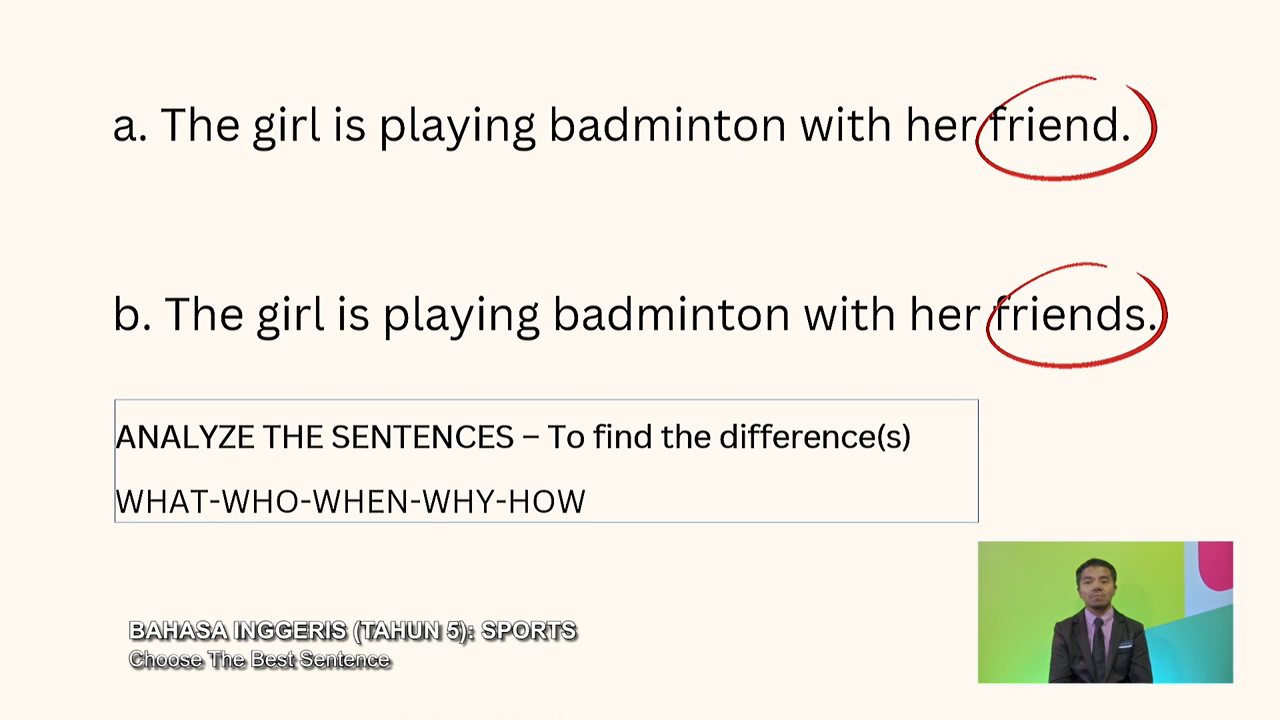 a. The girl is playing badminton with her friend.
b. The girl is playing badminton with her friends.
ANALYZE THE SENTENCES – To find the difference(s)
WHAT-WHO-WHEN-WHY-HOW
BAHASA INGGERIS (TAHUN 5): SPORTS
Choose The Best Sentence